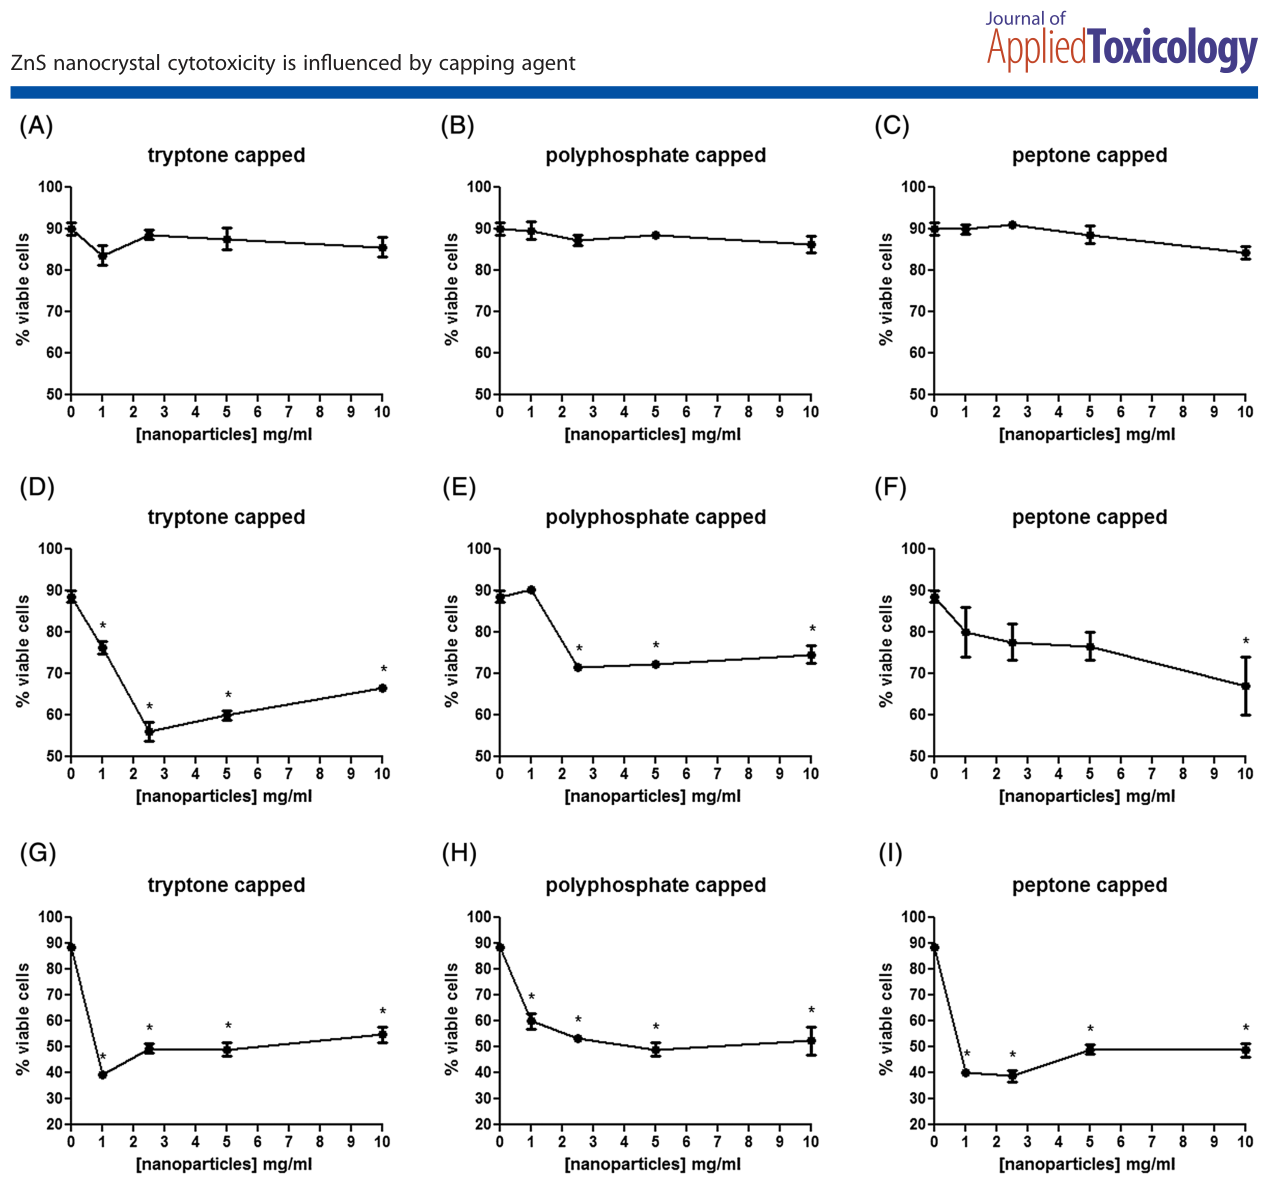 Journal of
AppliedToxicology
ZnS nanocrystal cytotoxicity is influenced by capping agent
(A)
tryptone capped
100
90
80
70
60
50
% viable cells
0 1 2 3 4 5 6 7 8 9 10
[nanoparticles] mg/ml
(B)
polyphosphate capped
100
90
80
70
60
50
% viable cells
0 1 2 3 4 5 6 7 8 9 10
[nanoparticles] mg/ml
(C)
peptone capped
100
90
80
70
60
50
% viable cells
0 1 2 3 4 5 6 7 8 9 10
[nanoparticles] mg/ml
(D)
tryptone capped
100
90
80
70
60
50
% viable cells
* * * *
0 1 2 3 4 5 6 7 8 9 10
[nanoparticles] mg/ml
(E)
polyphosphate capped
100
90
80
70
60
50
% viable cells
* * *
0 1 2 3 4 5 6 7 8 9 10
[nanoparticles] mg/ml
(F)
peptone capped
100
90
80
70
60
50
% viable cells
*
0 1 2 3 4 5 6 7 8 9 10
[nanoparticles] mg/ml
(G)
tryptone capped
100
90
80
70
60
50
40
30
20
% viable cells
* * * *
0 1 2 3 4 5 6 7 8 9 10
[nanoparticles] mg/ml
(H)
polyphosphate capped
100
90
80
70
60
50
40
30
20
% viable cells
* * * *
0 1 2 3 4 5 6 7 8 9 10
[nanoparticles] mg/ml
(I)
peptone capped
100
90
80
70
60
50
40
30
20
% viable cells
* * * *
0 1 2 3 4 5 6 7 8 9 10
[nanoparticles] mg/ml